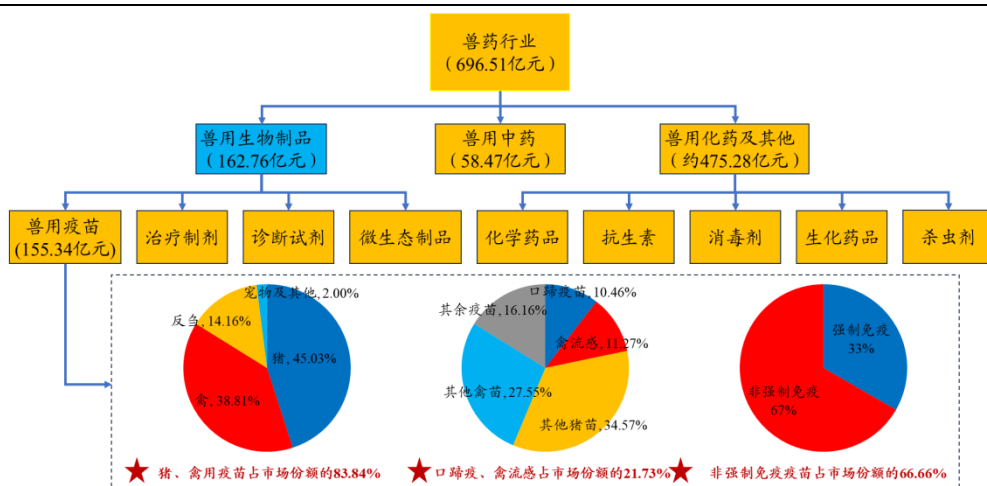 兽药行业
（696.51亿元）
兽用生物制品
（162.76亿元）
兽用中药
（58.47亿元）
兽用化药及其他
（约475.28亿元）
兽用疫苗
(155.34亿元)
治疗制剂
诊断试剂
微生态制品
化学药品
抗生素
消毒剂
生化药品
杀虫剂
宠物及其他,2.00%
反刍,14.16%
猪,45.03%
禽,38.81%
口蹄疫苗,10.46%
其余疫苗,16.16%
禽流感,11.27%
其他禽苗,27.55%
其他猪苗,34.57%
强制免疫
33%
非强制免疫
67%
★ 猪、禽用疫苗占市场份额的83.84%
★ 口蹄疫、禽流感占市场份额的21.73%
★ 非强制免疫疫苗占市场份额的66.66%